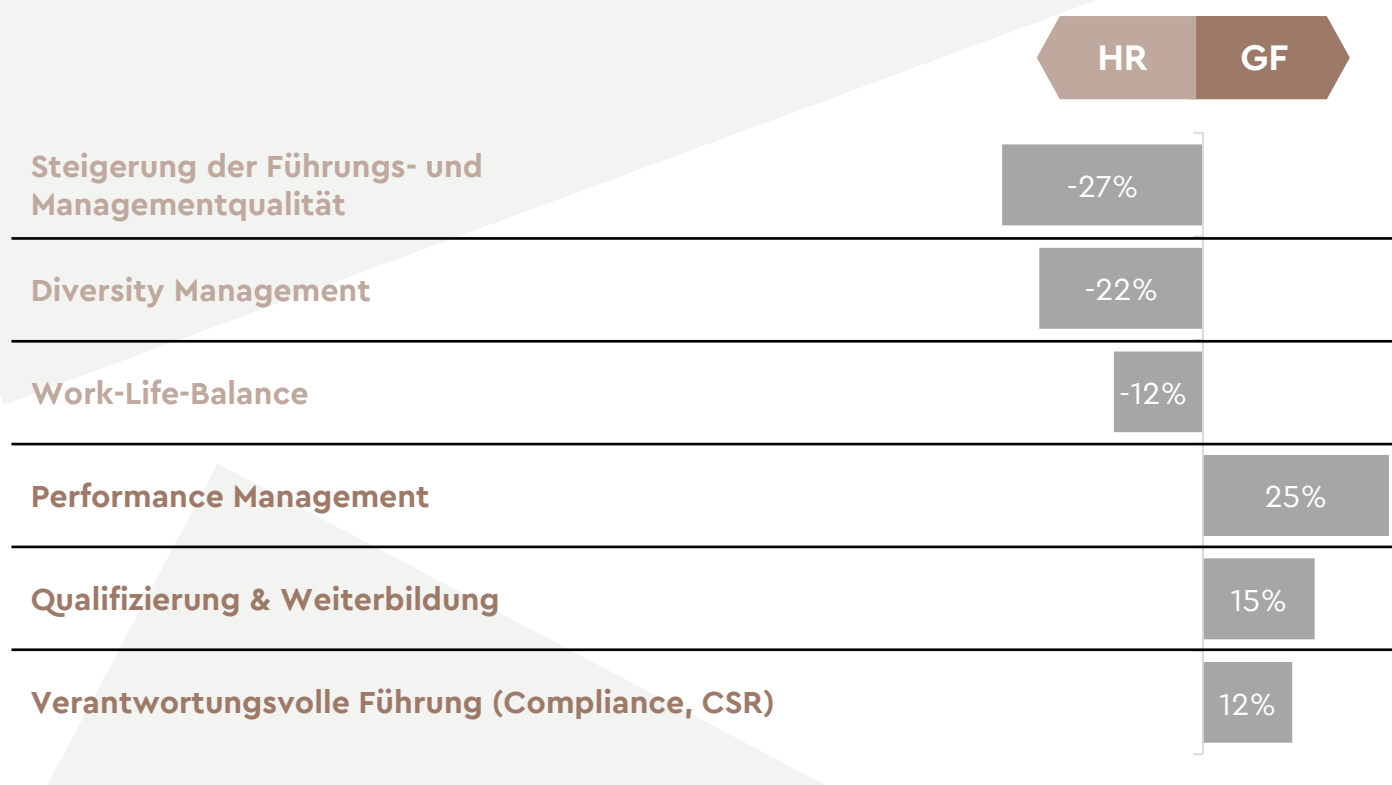 HR GF
Steigerung der Führungs- und
Managementqualität
-27%
Diversity Management
-22%
Work-Life-Balance
-12%
Performance Management
25%
Qualifizierung & Weiterbildung
15%
Verantwortungsvolle Führung (Compliance, CSR)
12%